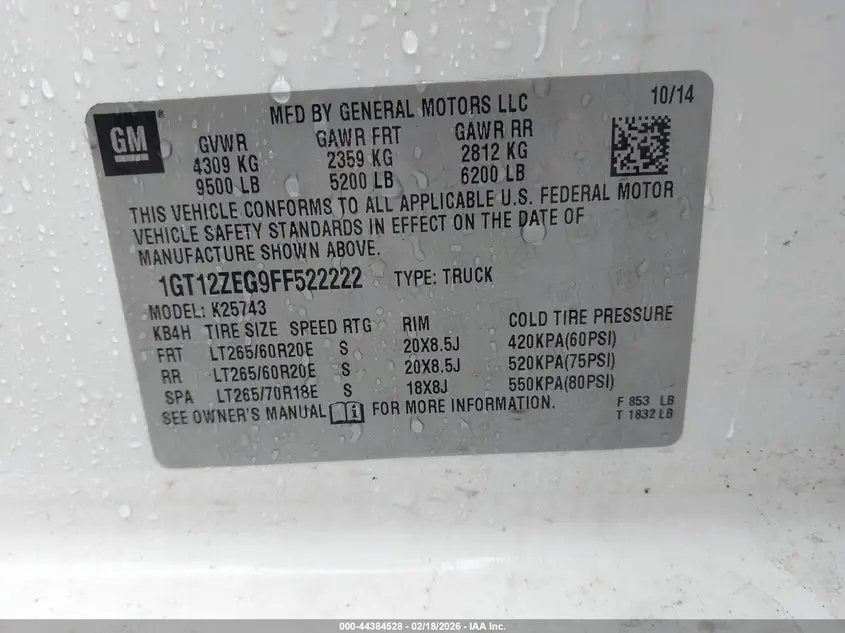 MFD BY GENERAL MOTORS LLC 10/14
GM ®
GVWR GAWR FRT GAWR RR
4309 KG 2359 KG 2812 KG
9500 LB 5200 LB 6200 LB
THIS VEHICLE CONFORMS TO ALL APPLICABLE U.S. FEDERAL MOTOR
VEHICLE SAFETY STANDARDS IN EFFECT ON THE DATE OF
MANUFACTURE SHOWN ABOVE.
1GT12ZEG9FF522222 TYPE: TRUCK
MODEL: K25743
KB4H TIRE SIZE SPEED RTG RIM COLD TIRE PRESSURE
FRT LT265/60R20E S 20X8.5J 420KPA(60PSI)
RR LT265/60R20E S 20X8.5J 520KPA(75PSI)
SPA LT265/70R18E S 18X8J 550KPA(80PSI)
SEE OWNER'S MANUAL i FOR MORE INFORMATION. F 853 LB
T 1832 LB
000-44384528 - 02/18/2026 - IAA Inc.